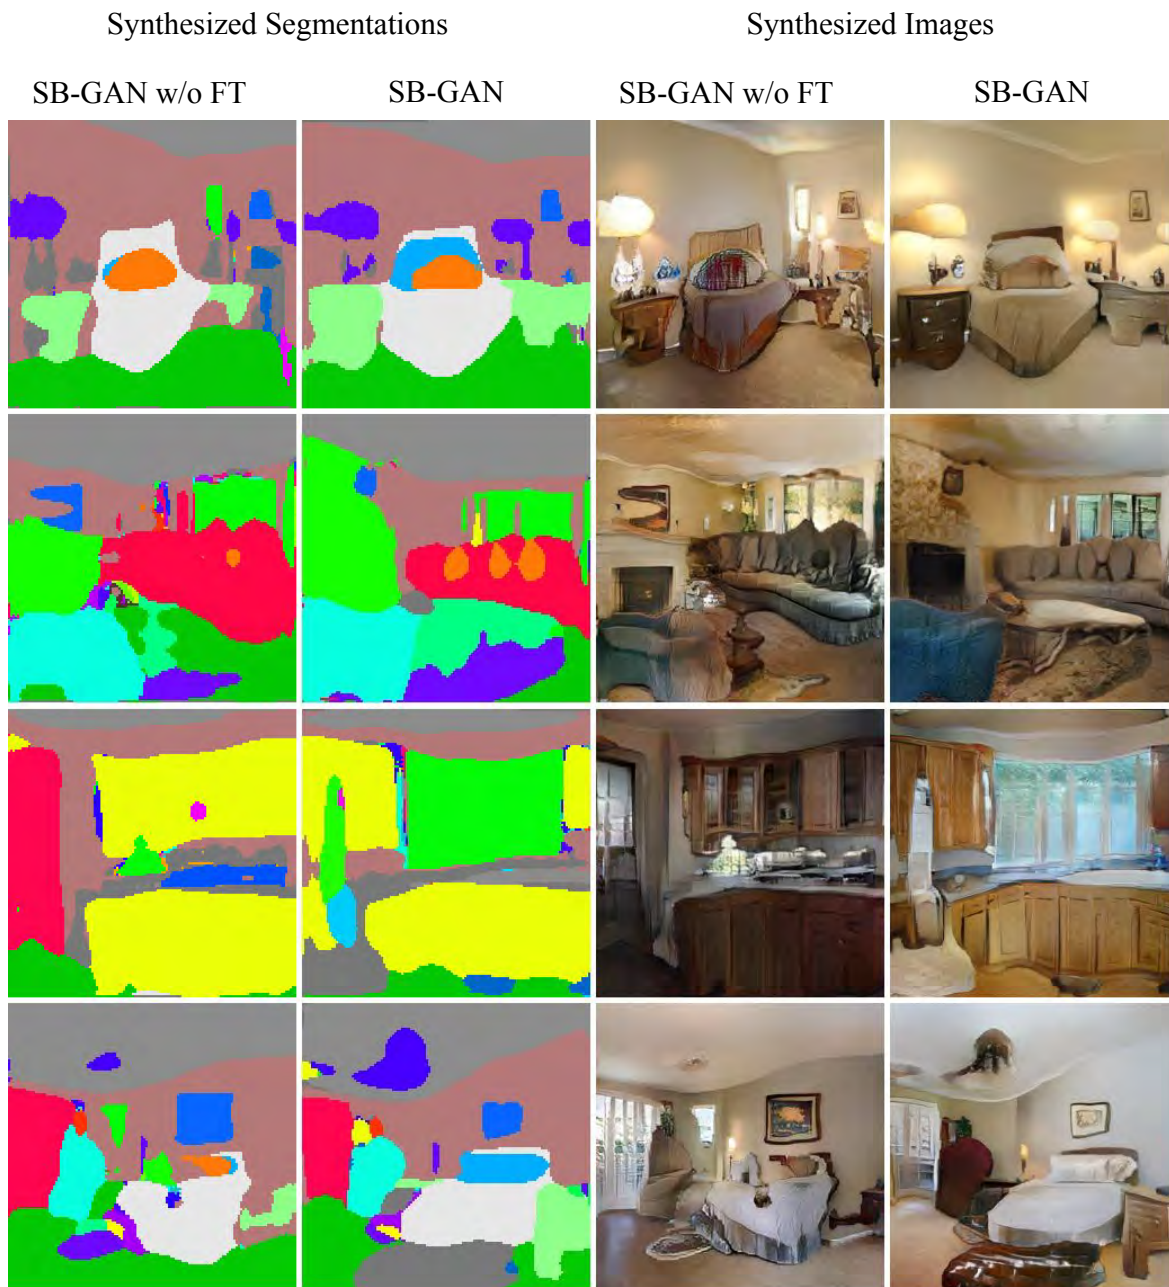 Synthesized Segmentations Synthesized Images
SB-GAN w/o FT SB-GAN SB-GAN w/o FT SB-GAN